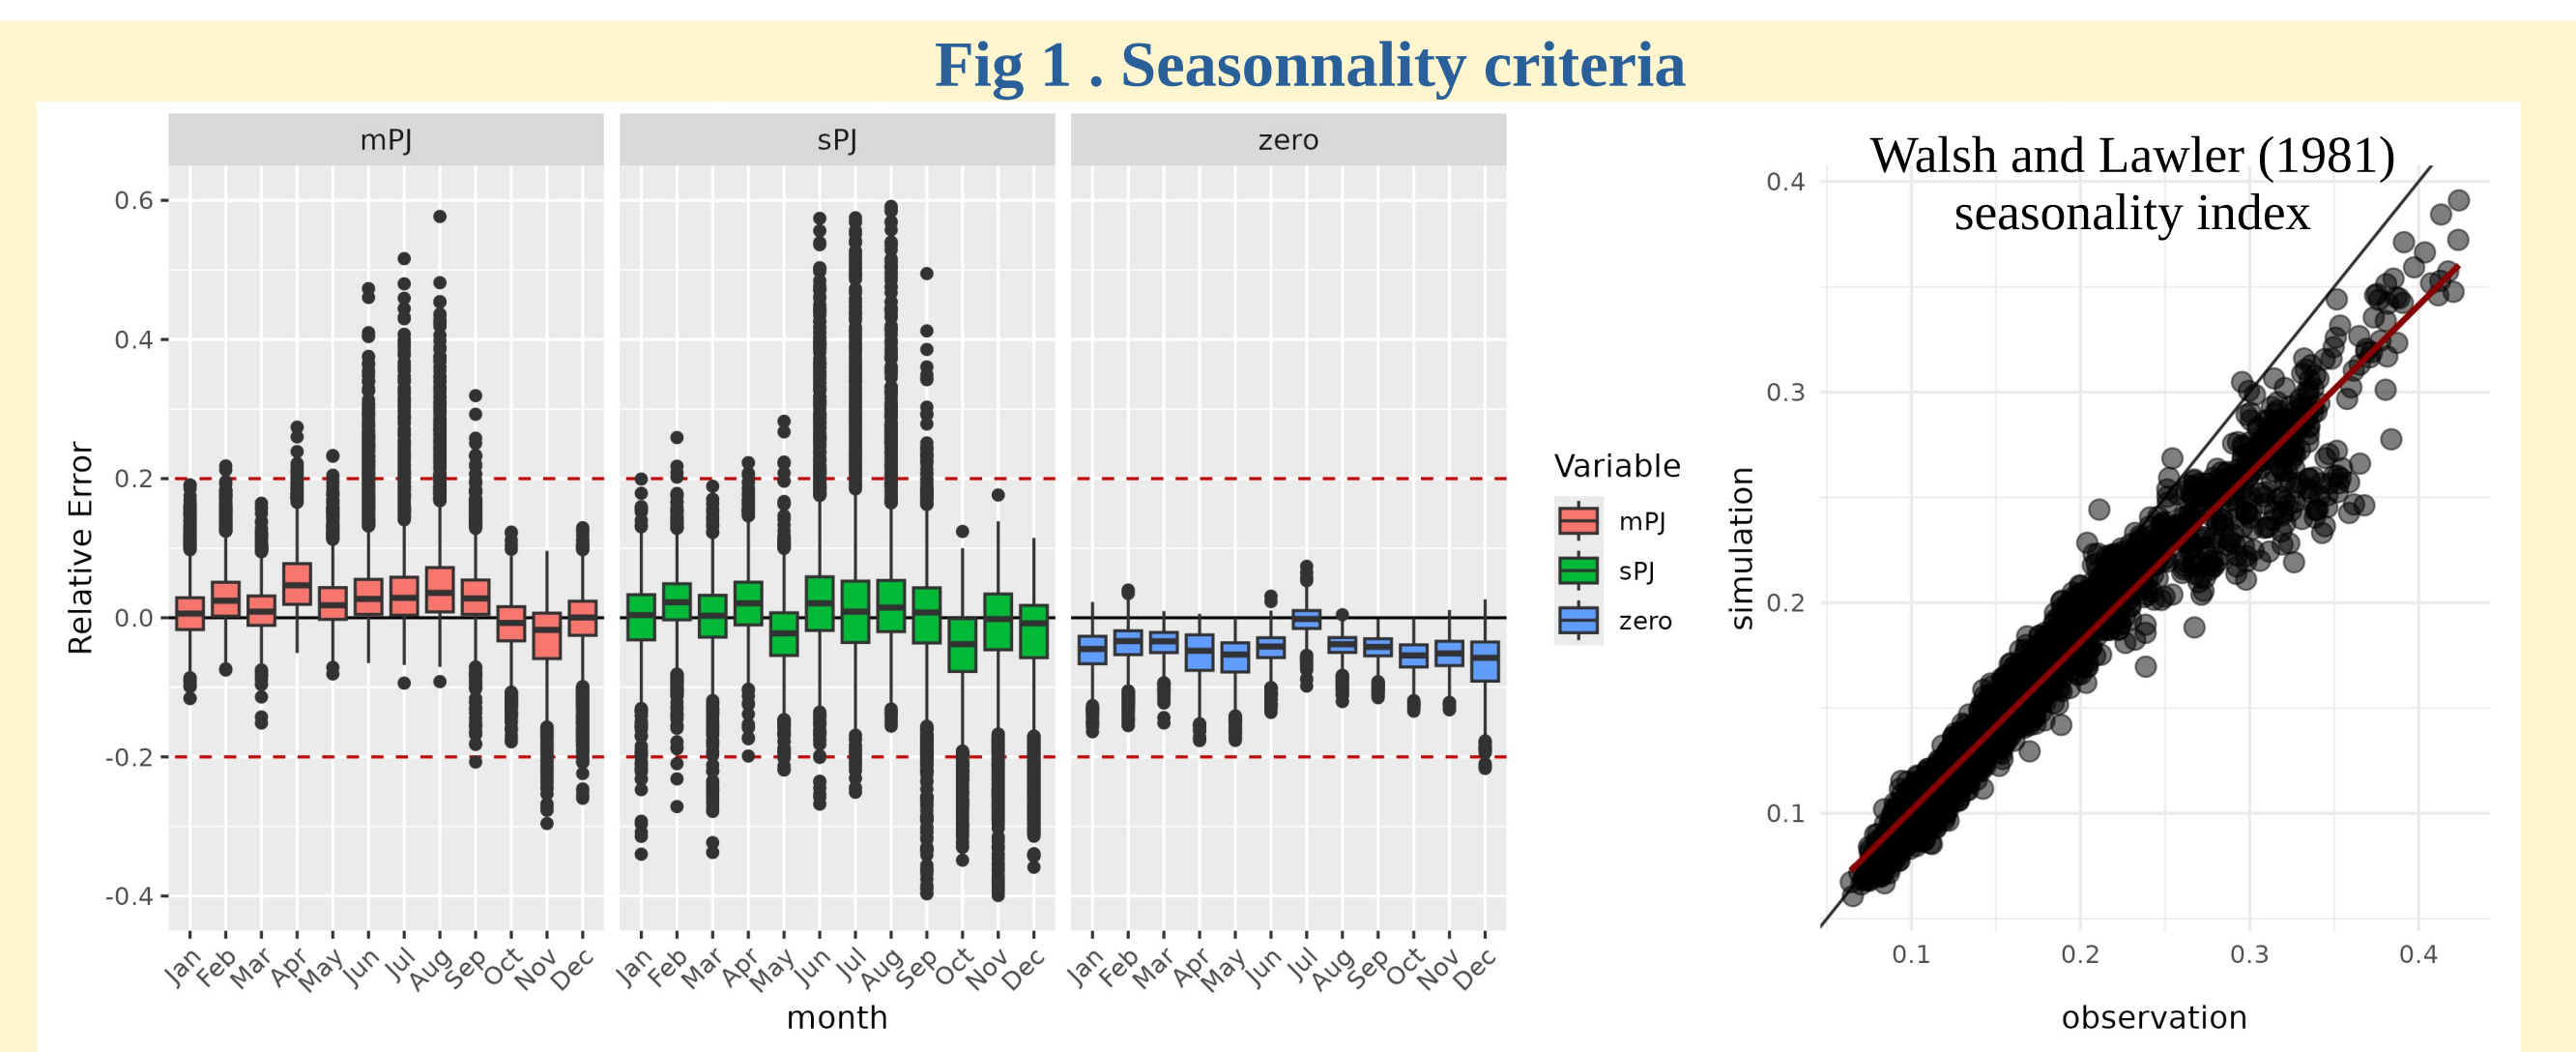 Fig 1 . Seasonnality criteria
mPJ
sPJ
zero
Relative Error
0.6
0.4
0.2
0.0
-0.2
-0.4
Jan Feb Mar Apr May Jun Jul Aug Sep Oct Nov Dec
Jan Feb Mar Apr May Jun Jul Aug Sep Oct Nov Dec
Jan Feb Mar Apr May Jun Jul Aug Sep Oct Nov Dec
month
Variable
mPJ
sPJ
zero
Walsh and Lawler (1981)
seasonality index
simulation
0.4
0.3
0.2
0.1
0.1 0.2 0.3 0.4
observation